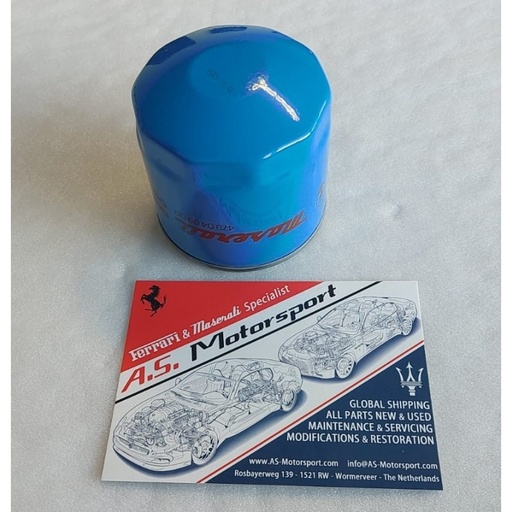 Maserati
Ferrari & Maserati Specialist
A.S. Motorsport
GLOBAL SHIPPING
ALL PARTS NEW & USED
MAINTENANCE & SERVICING
MODIFICATIONS & RESTORATION
www.AS-Motorsport.com info@AS-Motorsport.com
Rosbayerweg 139 - 1521 RW - Wormerveer - The Netherlands